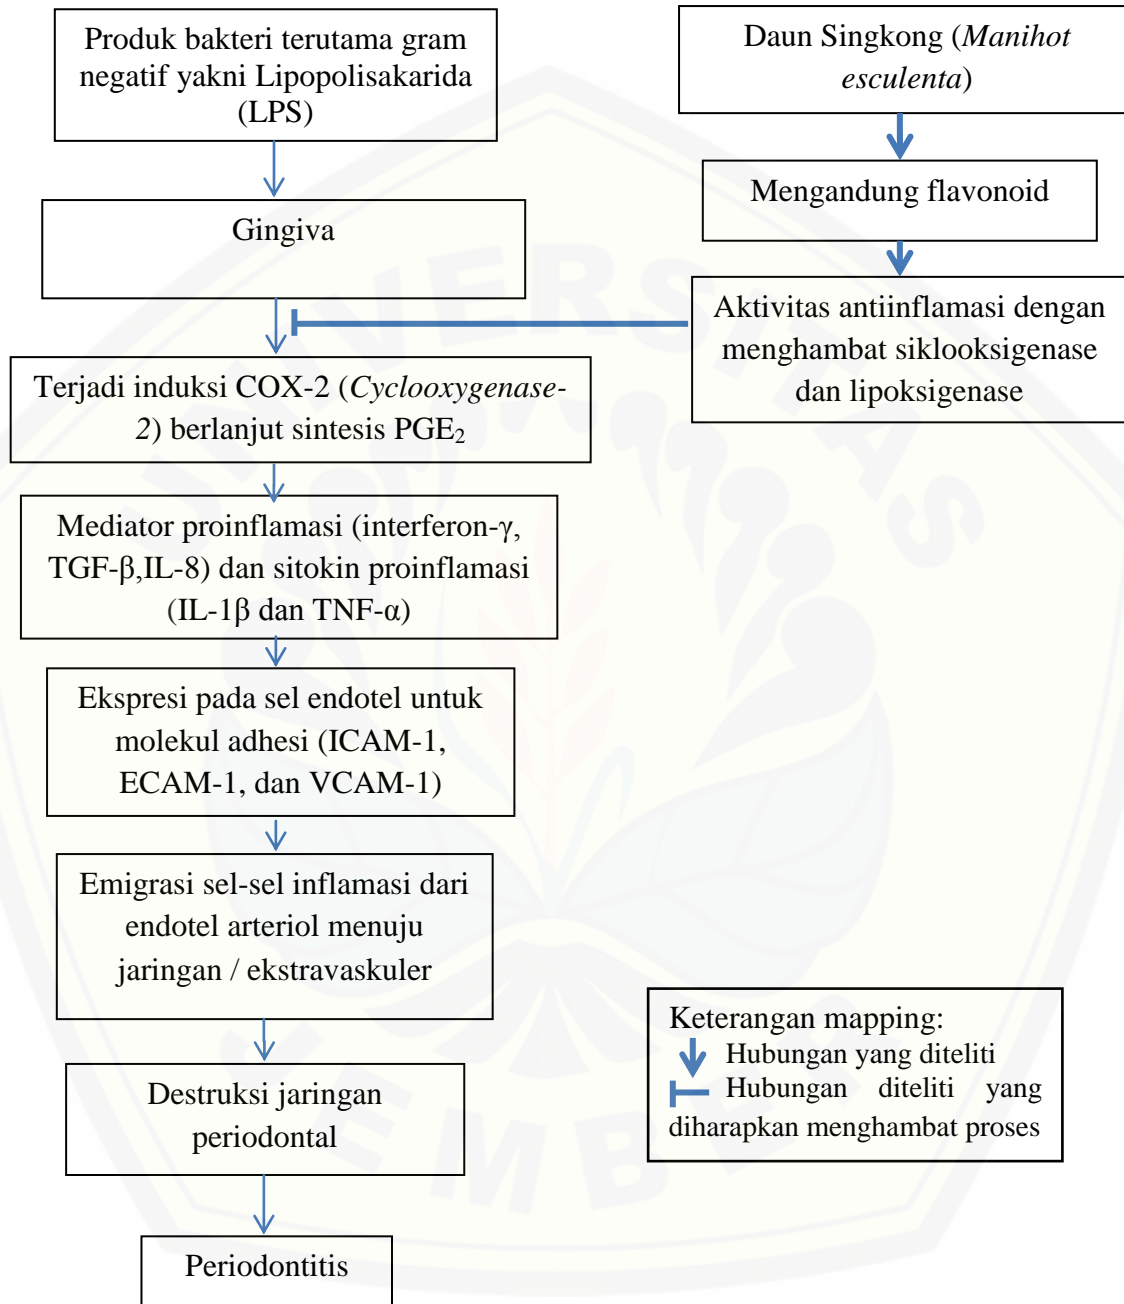 Produk bakteri terutama gram
negatif yakni Lipopolisakarida
(LPS)
Gingiva
Terjadi induksi COX-2 (Cyclooxygenase-
2) berlanjut sintesis PGE₂
Mediator proinflamasi (interferon-γ,
TGF-β,IL-8) dan sitokin proinflamasi
(IL-1β dan TNF-α)
Ekspresi pada sel endotel untuk
molekul adhesi (ICAM-1,
ECAM-1, dan VCAM-1)
Emigrasi sel-sel inflamasi dari
endotel arteriol menuju
jaringan / ekstravaskuler
Destruksi jaringan
periodontal
Periodontitis
Daun Singkong (Manihot
esculenta)
Mengandung flavonoid
Aktivitas antiinflamasi dengan
menghambat siklooksigenase
dan lipoksigenase
Keterangan mapping:
Hubungan yang diteliti
Hubungan diteliti yang
diharapkan menghambat proses
UNIVERSITAS
JEMBER